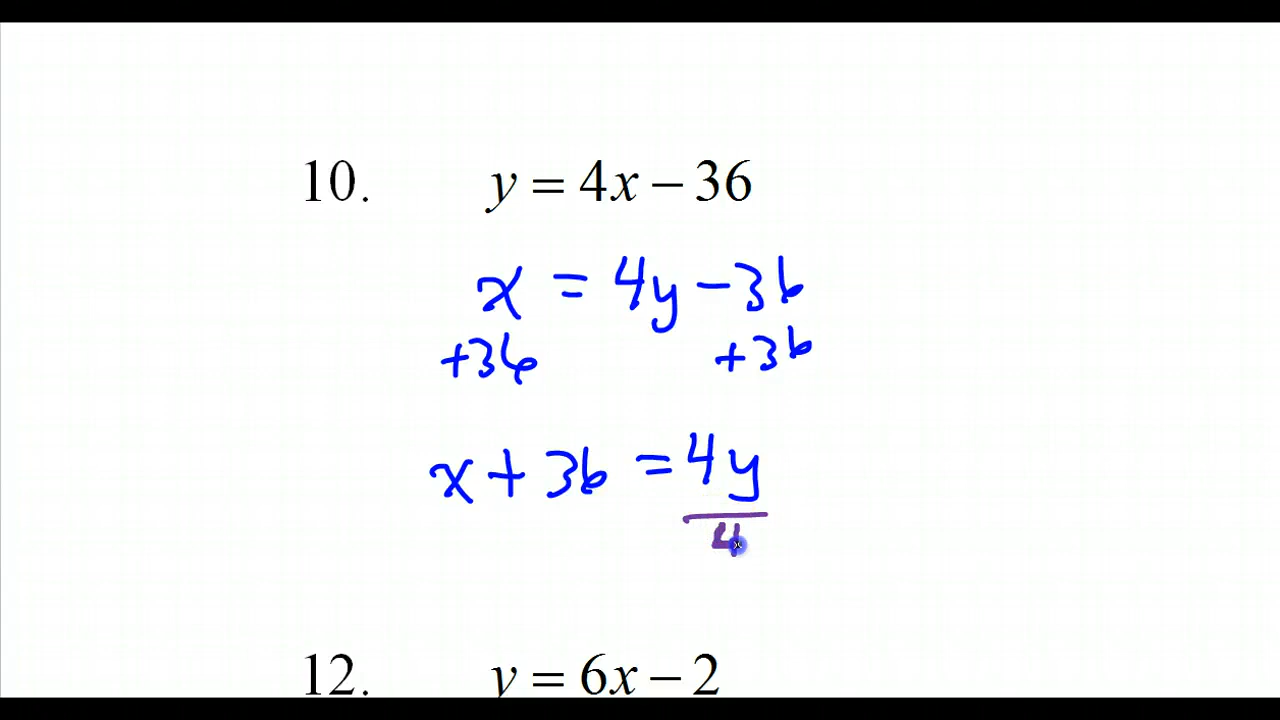 10. y = 4x − 36
x = 4y − 36
+36 +36
x + 36 = 4y
4
12. y = 6x − 2